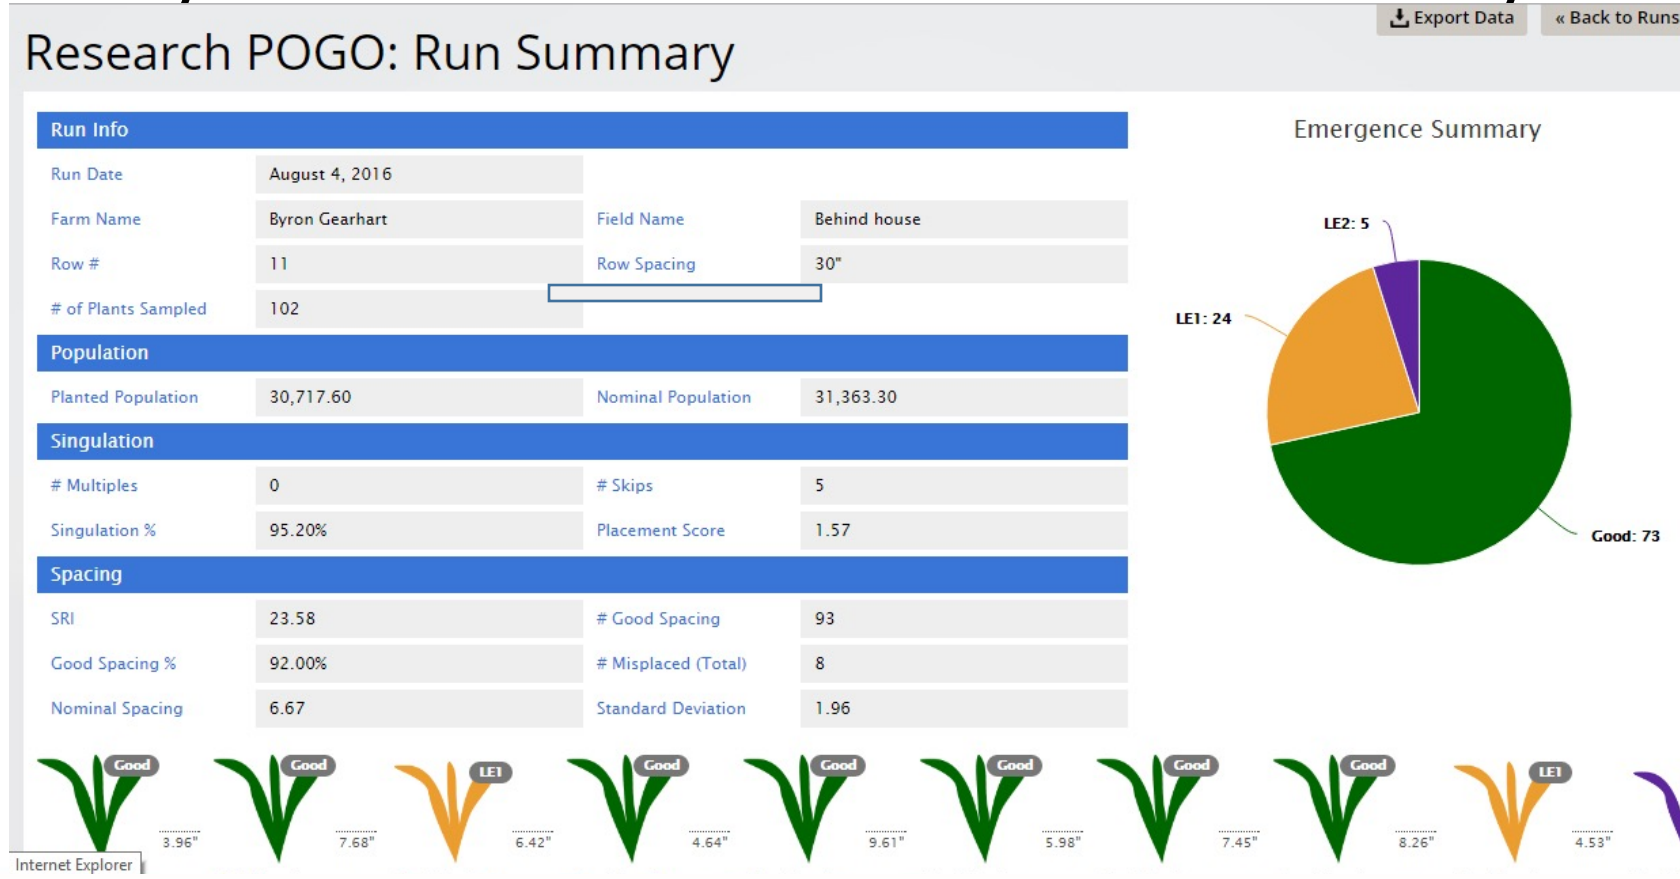 Export Data « Back to Runs
Research POGO: Run Summary
Run Info
Run Date August 4, 2016
Farm Name Byron Gearhart Field Name Behind house
Row # 11 Row Spacing 30"
# of Plants Sampled 102
Population
Planted Population 30,717.60 Nominal Population 31,363.30
Singulation
# Multiples 0 # Skips 5
Singulation % 95.20% Placement Score 1.57
Spacing
SRI 23.58 # Good Spacing 93
Good Spacing % 92.00% # Misplaced (Total) 8
Nominal Spacing 6.67 Standard Deviation 1.96
Emergence Summary
LE2: 5
LE1: 24
Good: 73
Good Good LE1 Good Good Good Good Good LE1
3.96" 7.68" 6.42" 4.64" 9.61" 5.98" 7.45" 8.26" 4.53"
Internet Explorer